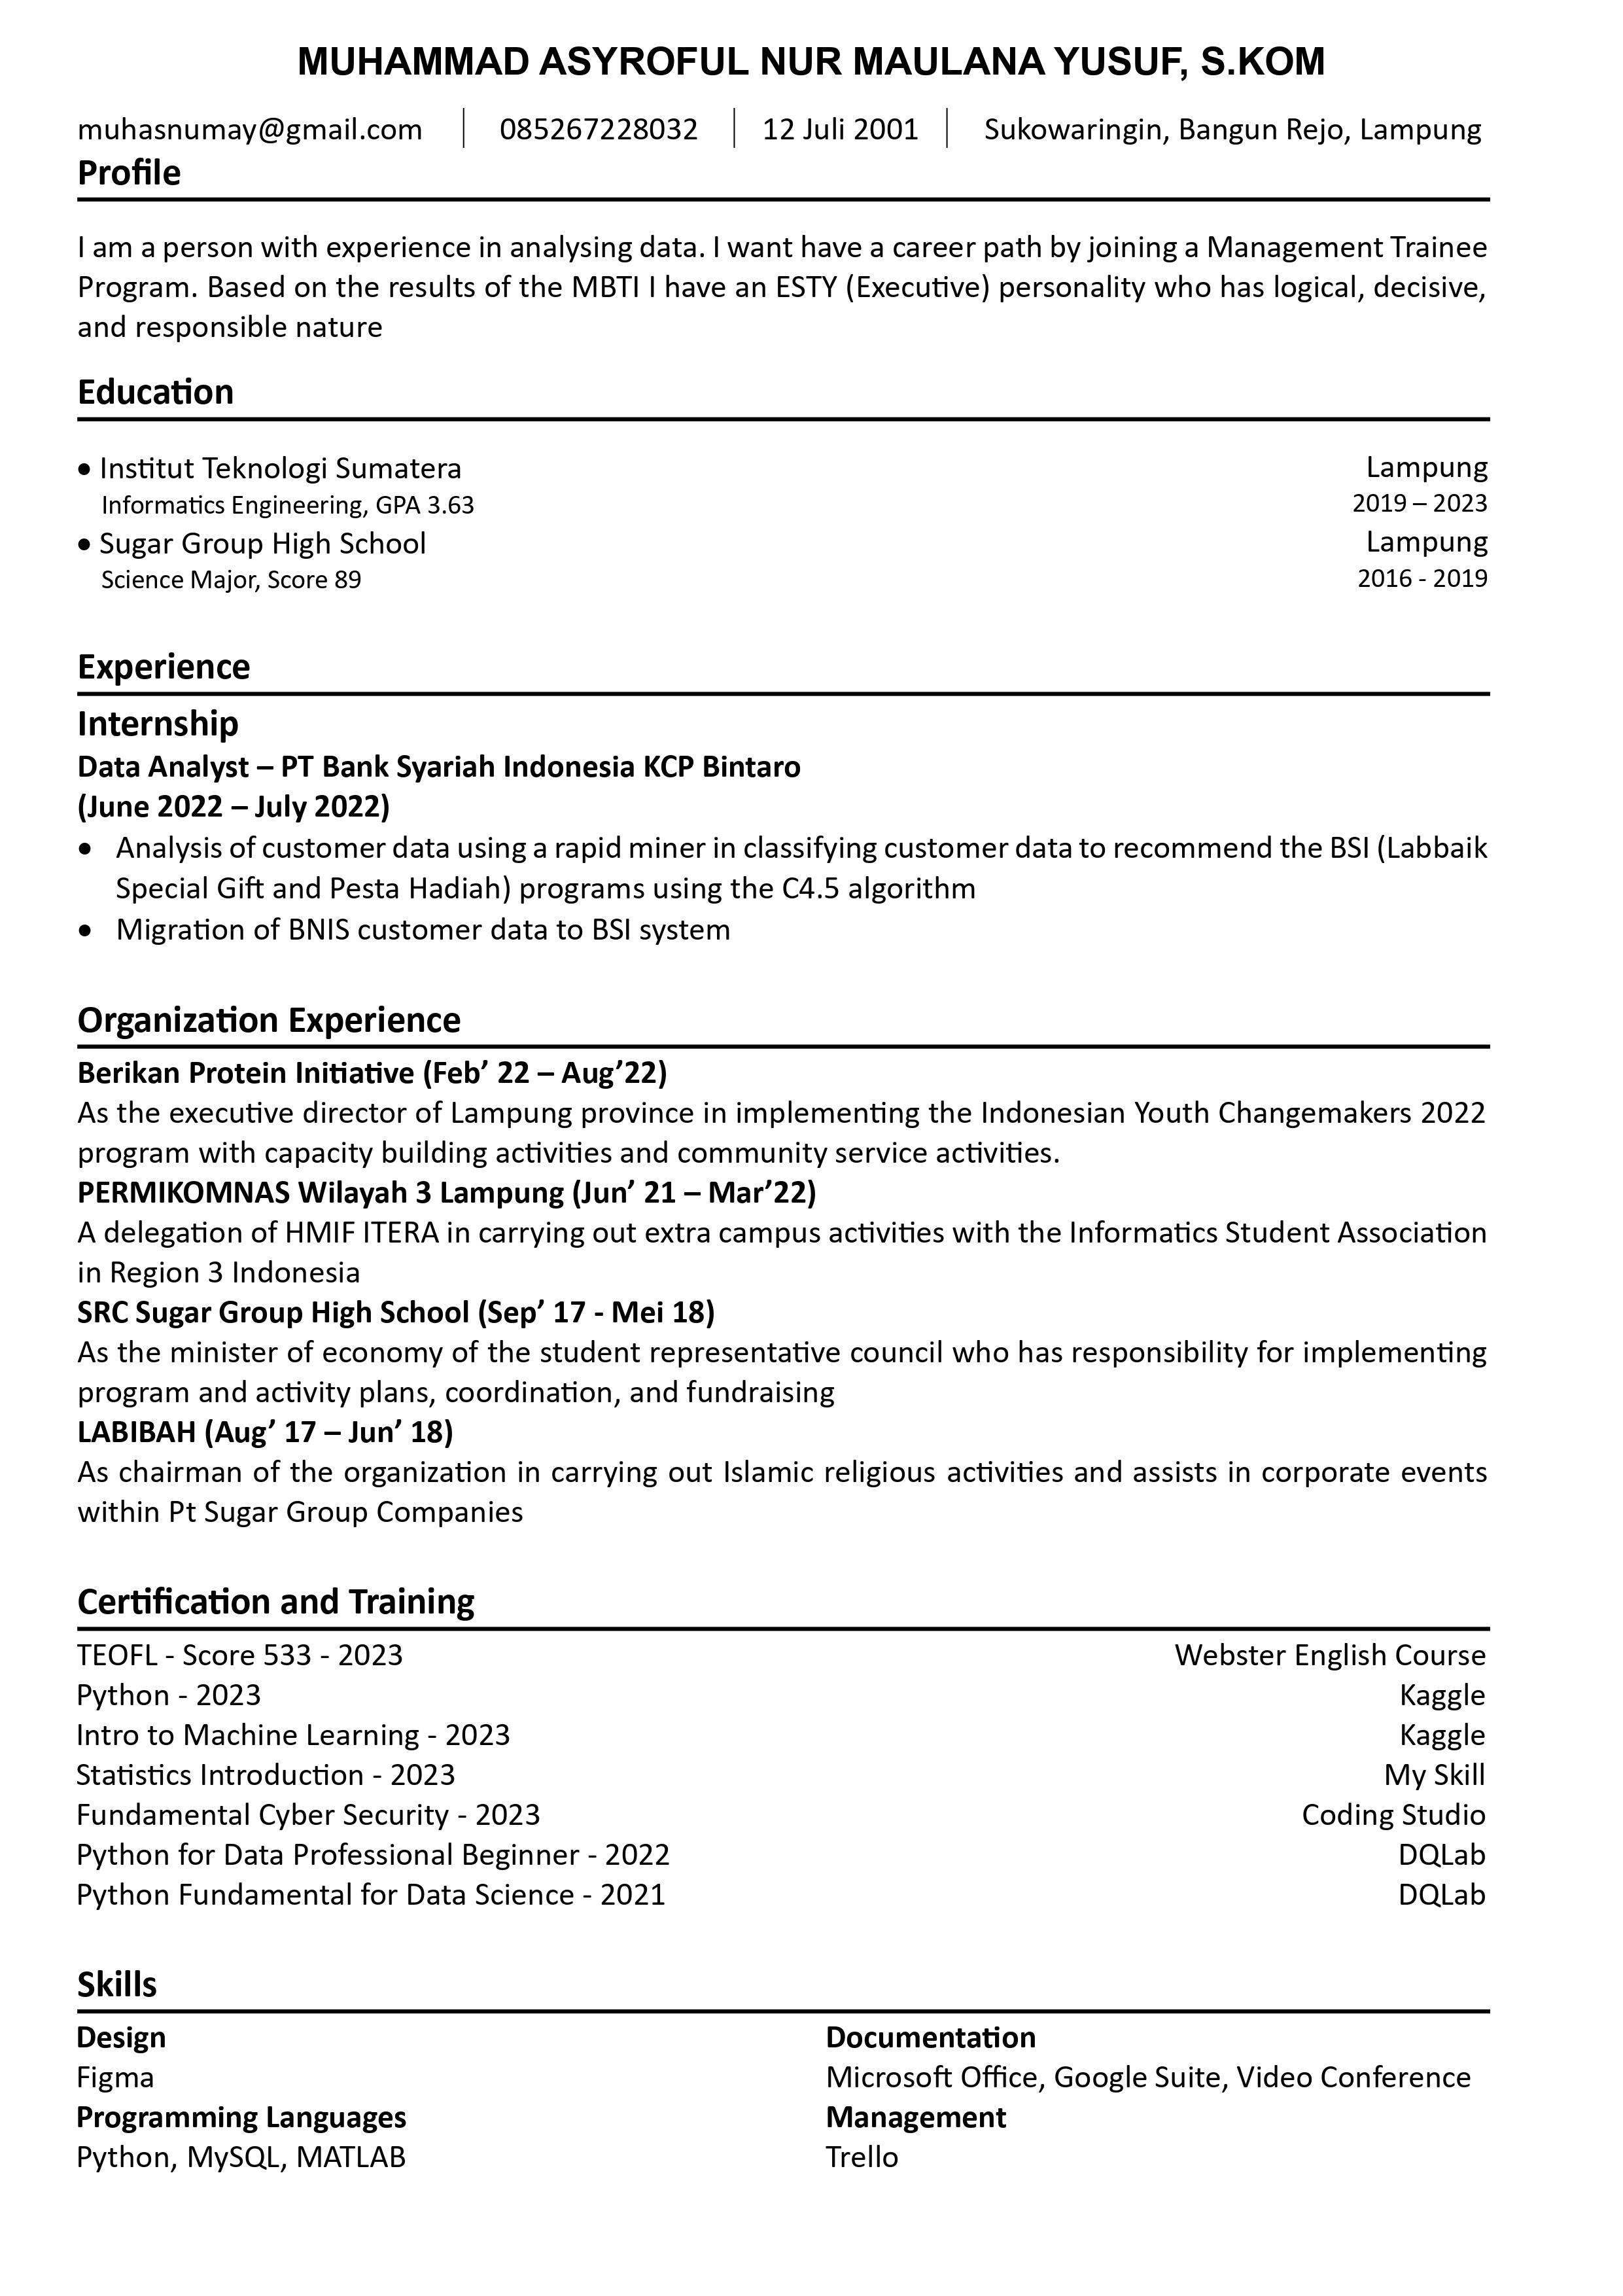 MUHAMMAD ASYROFUL NUR MAULANA YUSUF, S.KOM
muhasnumay@gmail.com 085267228032 12 Juli 2001 Sukowaringin, Bangun Rejo, Lampung
Profile
I am a person with experience in analysing data. I want have a career path by joining a Management Trainee
Program. Based on the results of the MBTI I have an ESTY (Executive) personality who has logical, decisive,
and responsible nature
Education
• Institut Teknologi Sumatera Lampung
Informatics Engineering, GPA 3.63 2019 – 2023
• Sugar Group High School Lampung
Science Major, Score 89 2016 - 2019
Experience
Internship
Data Analyst – PT Bank Syariah Indonesia KCP Bintaro
(June 2022 – July 2022)
• Analysis of customer data using a rapid miner in classifying customer data to recommend the BSI (Labbaik
Special Gift and Pesta Hadiah) programs using the C4.5 algorithm
• Migration of BNIS customer data to BSI system
Organization Experience
Berikan Protein Initiative (Feb’ 22 – Aug’22)
As the executive director of Lampung province in implementing the Indonesian Youth Changemakers 2022
program with capacity building activities and community service activities.
PERMIKOMNAS Wilayah 3 Lampung (Jun’ 21 – Mar’22)
A delegation of HMIF ITERA in carrying out extra campus activities with the Informatics Student Association
in Region 3 Indonesia
SRC Sugar Group High School (Sep’ 17 - Mei 18)
As the minister of economy of the student representative council who has responsibility for implementing
program and activity plans, coordination, and fundraising
LABIBAH (Aug’ 17 – Jun’ 18)
As chairman of the organization in carrying out Islamic religious activities and assists in corporate events
within Pt Sugar Group Companies
Certification and Training
TEOFL - Score 533 - 2023 Webster English Course
Python - 2023 Kaggle
Intro to Machine Learning - 2023 Kaggle
Statistics Introduction - 2023 My Skill
Fundamental Cyber Security - 2023 Coding Studio
Python for Data Professional Beginner - 2022 DQLab
Python Fundamental for Data Science - 2021 DQLab
Skills
Design Documentation
Figma Microsoft Office, Google Suite, Video Conference
Programming Languages Management
Python, MySQL, MATLAB Trello